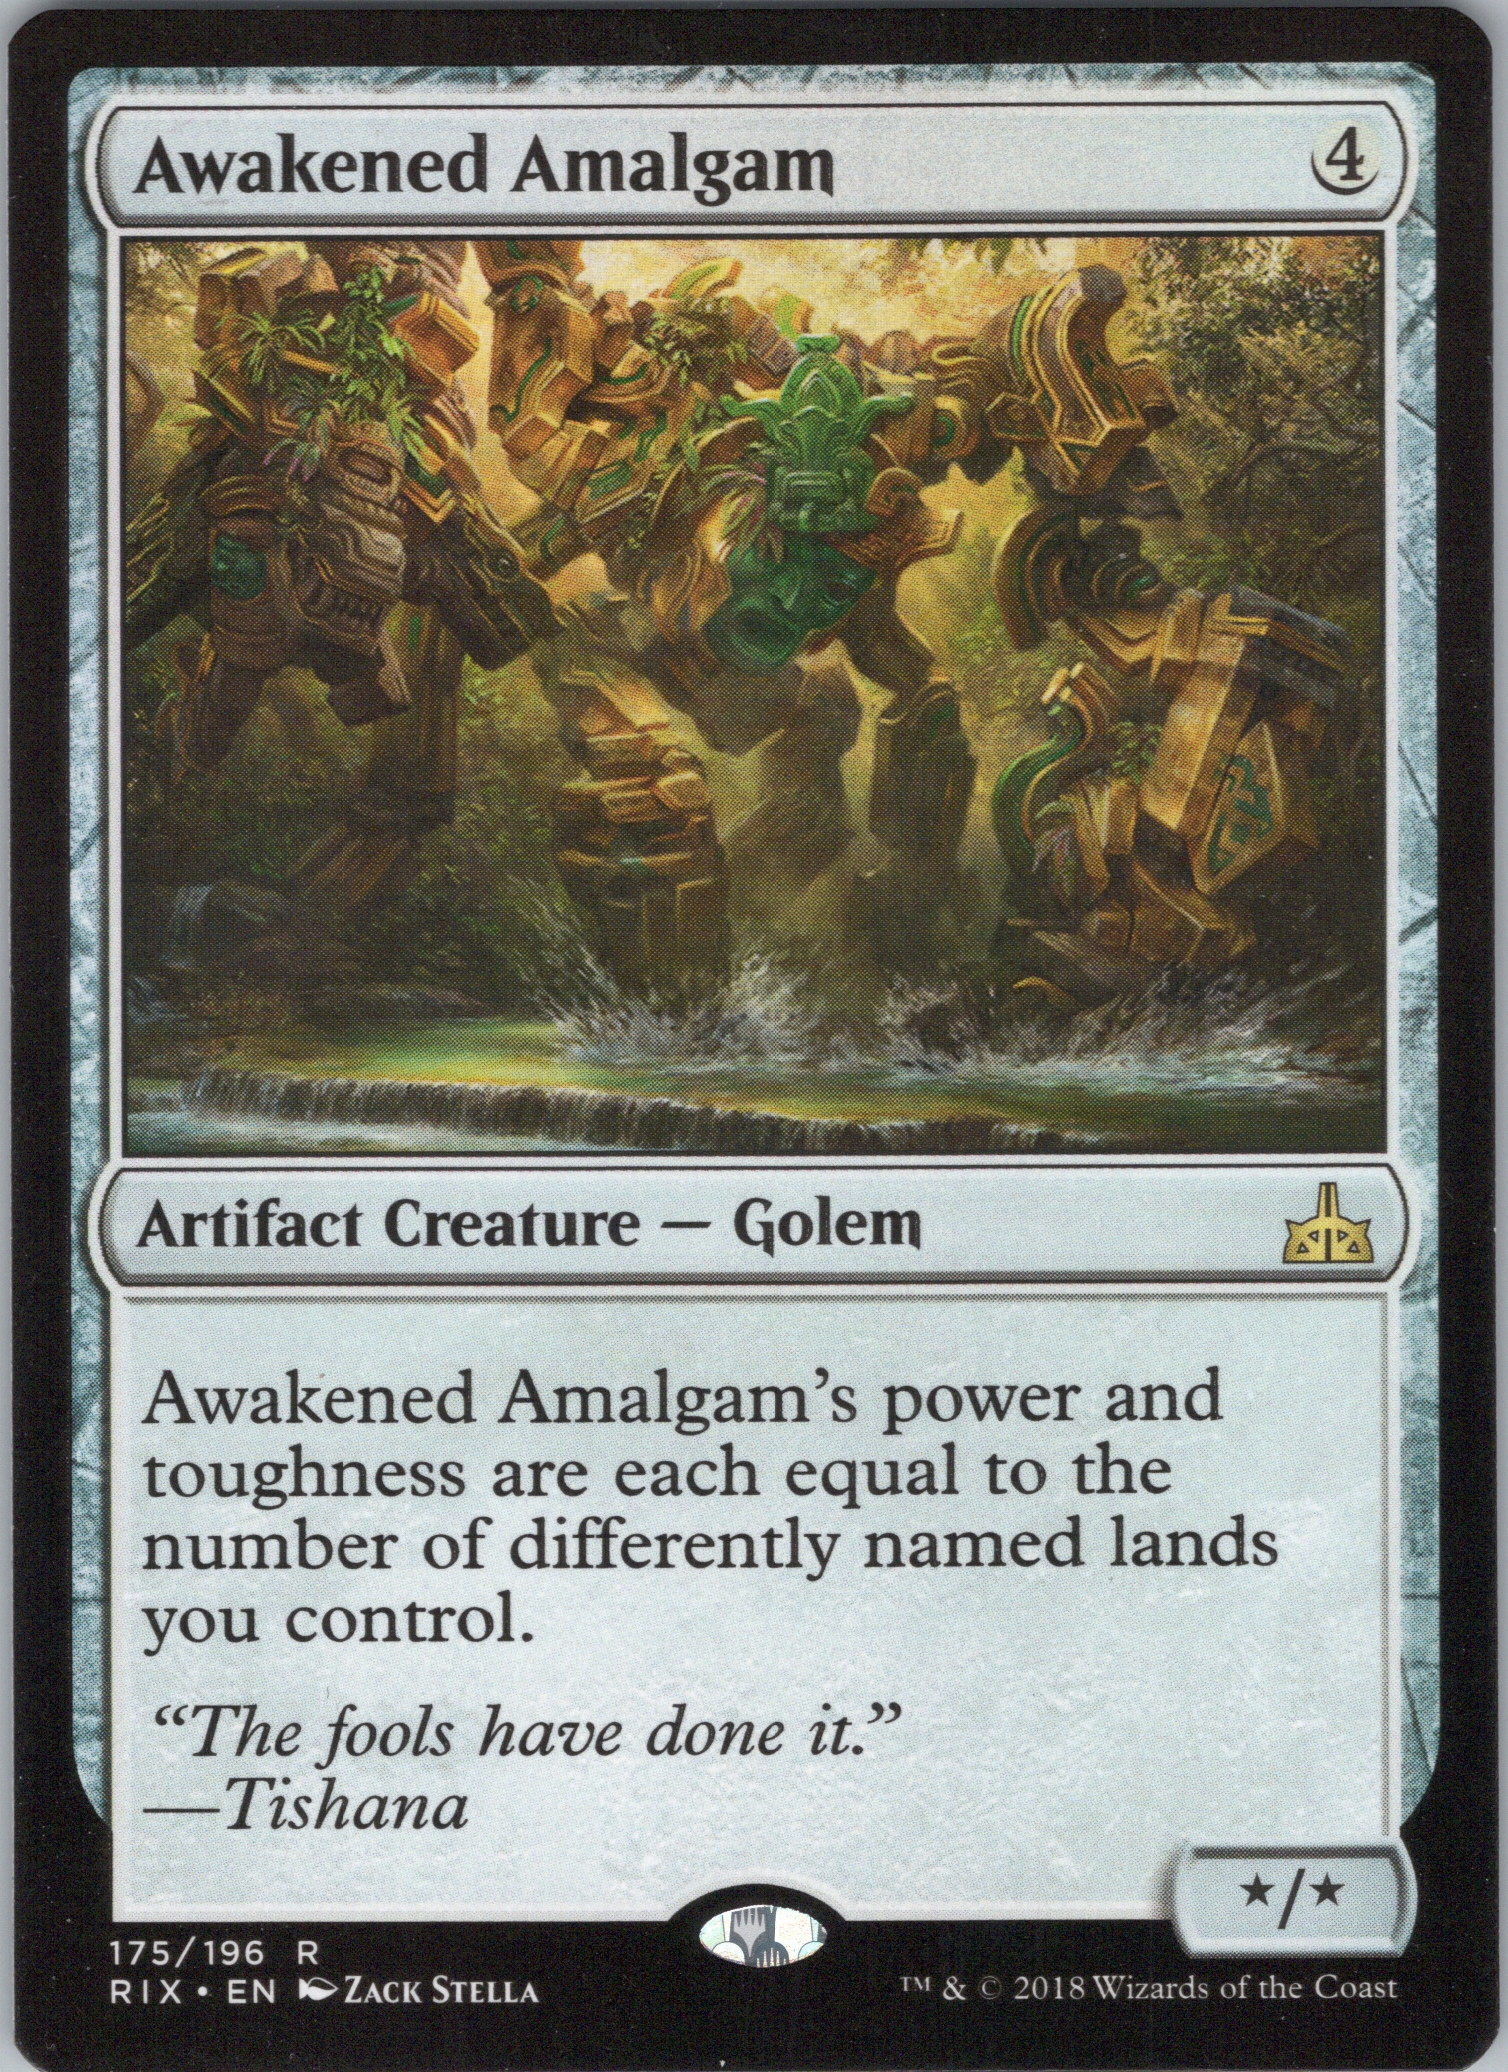 Awakened Amalgam 4
Artifact Creature — Golem
Awakened Amalgam’s power and
toughness are each equal to the
number of differently named lands
you control.
“The fools have done it.”
—Tishana
★/★
175/196 R
RIX • EN ZACK STELLA
™ & © 2018 Wizards of the Coast